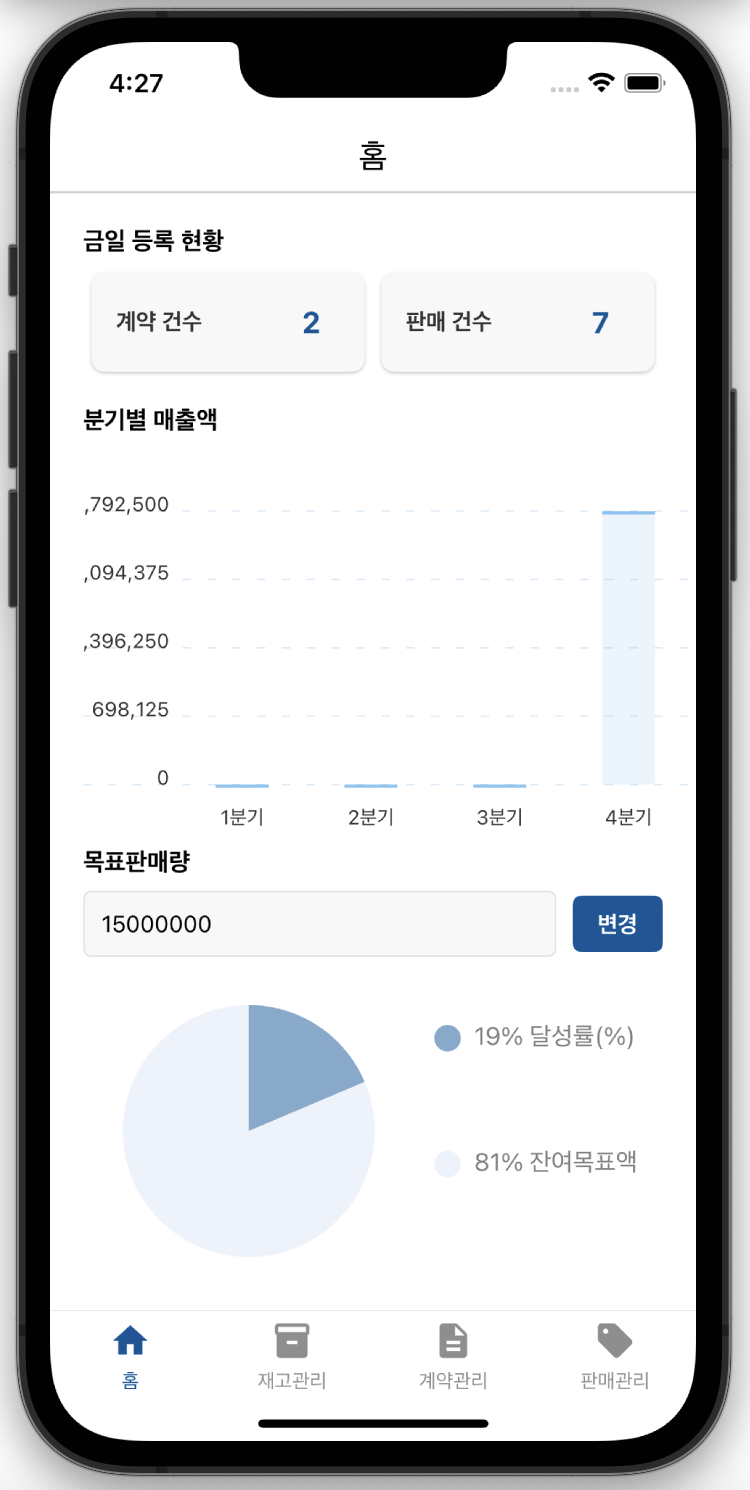 4:27
홈
금일 등록 현황
계약 건수 2 판매 건수 7
분기별 매출액
,792,500
,094,375
,396,250
698,125
0
1분기 2분기 3분기 4분기
목표판매량
15000000 변경
19% 달성률(%)
81% 잔여목표액
홈 재고관리 계약관리 판매관리